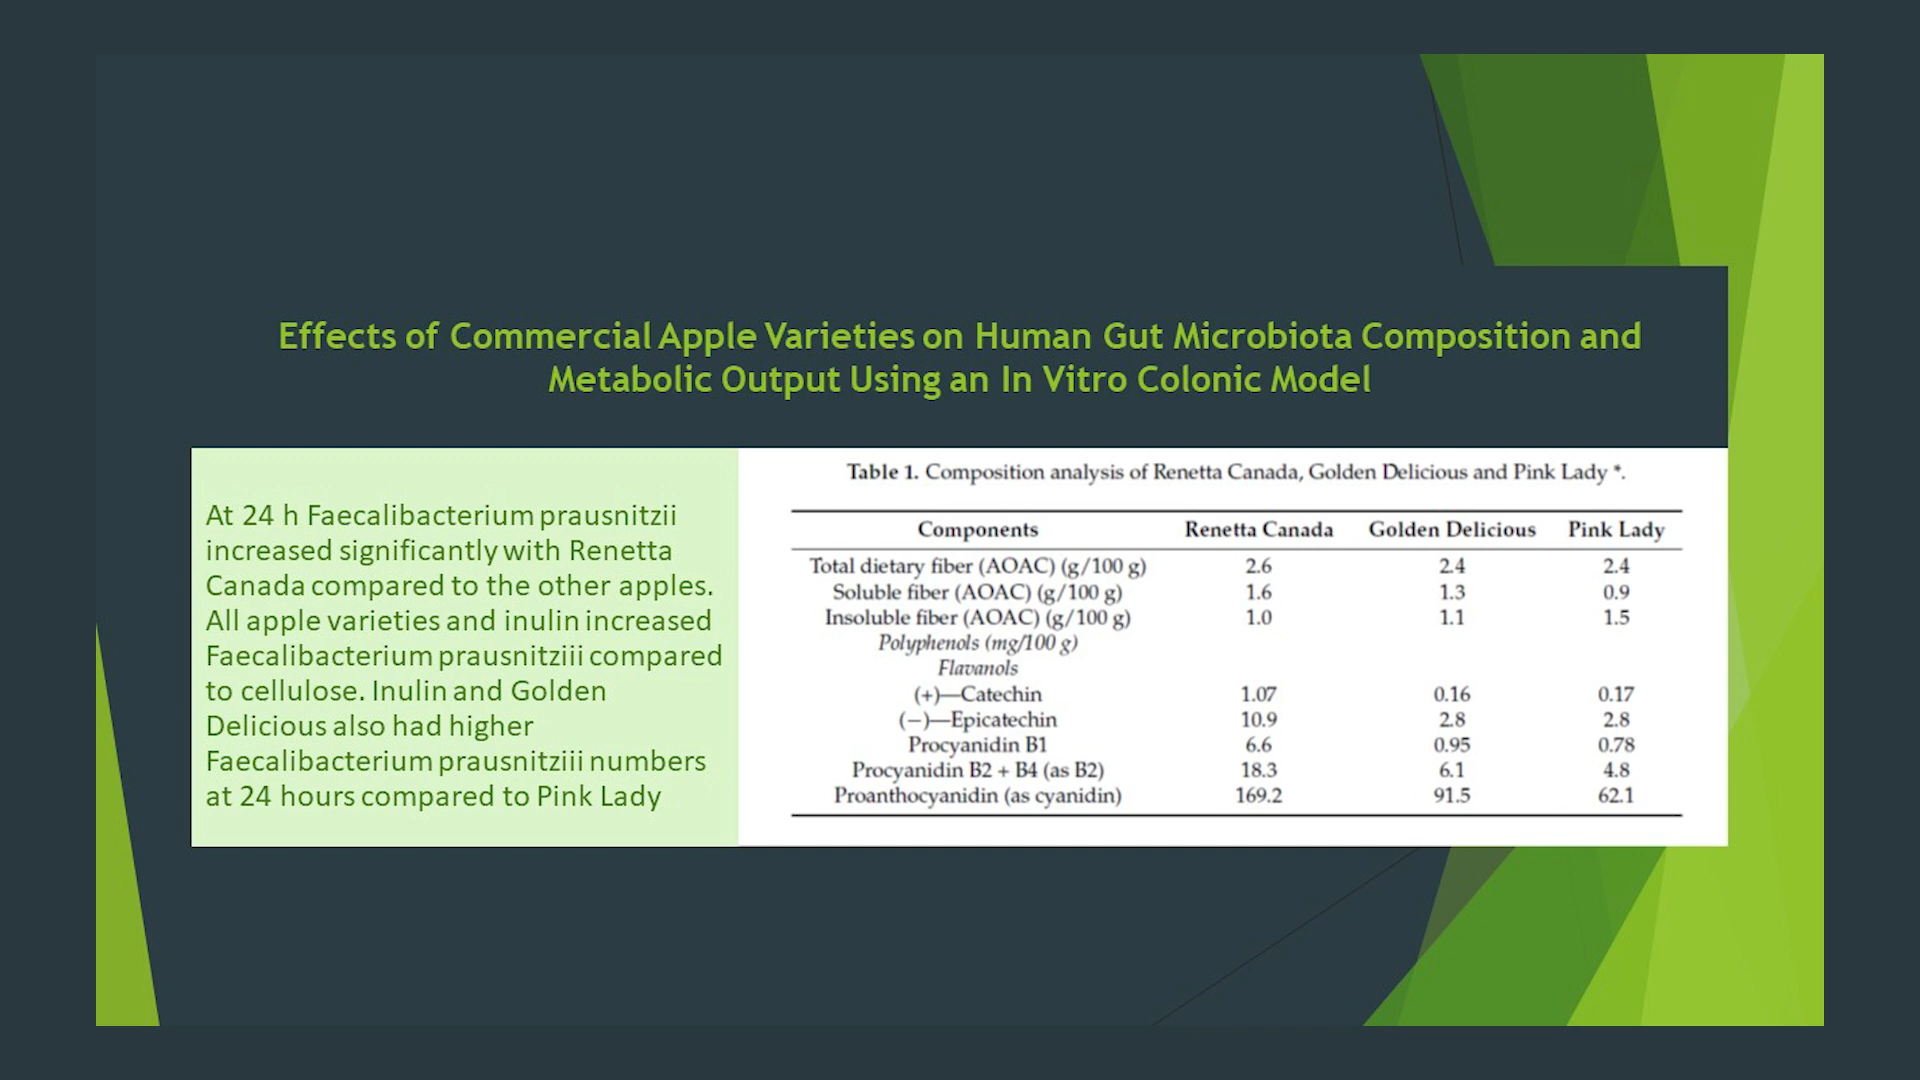 Effects of Commercial Apple Varieties on Human Gut Microbiota Composition and
Metabolic Output Using an In Vitro Colonic Model
At 24 h Faecalibacterium prausnitzii
increased significantly with Renetta
Canada compared to the other apples.
All apple varieties and inulin increased
Faecalibacterium prausnitziii compared
to cellulose. Inulin and Golden
Delicious also had higher
Faecalibacterium prausnitziii numbers
at 24 hours compared to Pink Lady
Table 1. Composition analysis of Renetta Canada, Golden Delicious and Pink Lady *.
Components Renetta Canada Golden Delicious Pink Lady
Total dietary fiber (AOAC) (g/100 g) 2.6 2.4 2.4
Soluble fiber (AOAC) (g/100 g) 1.6 1.3 0.9
Insoluble fiber (AOAC) (g/100 g) 1.0 1.1 1.5
Polyphenols (mg/100 g)
Flavanols
(+)—Catechin 1.07 0.16 0.17
(−)—Epicatechin 10.9 2.8 2.8
Procyanidin B1 6.6 0.95 0.78
Procyanidin B2 + B4 (as B2) 18.3 6.1 4.8
Proanthocyanidin (as cyanidin) 169.2 91.5 62.1